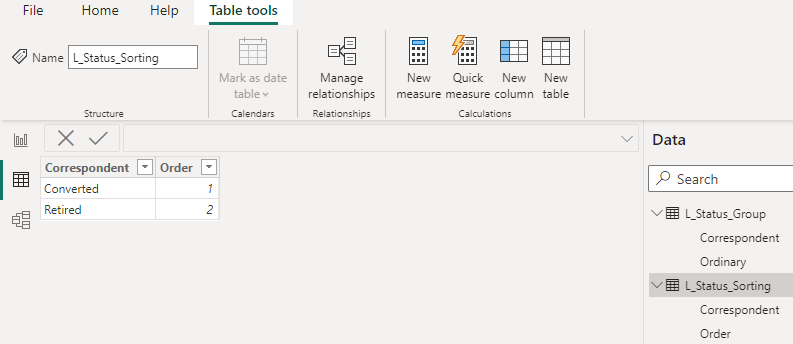 File Home Help Table tools
Name L_Status_Sorting
Mark as date table
Manage relationships
New measure
Quick measure
New column
New table
Structure Calendars Relationships Calculations
Data
Search
Correspondent Order
Converted 1
Retired 2
L_Status_Group
Correspondent
Ordinary
L_Status_Sorting
Correspondent
Order